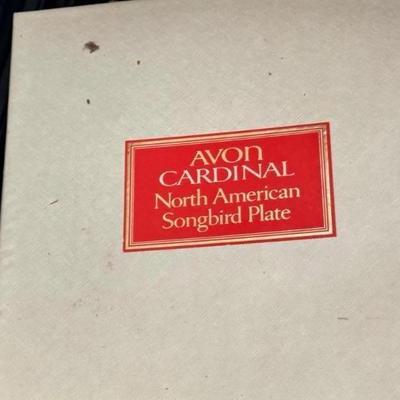 AVON
CARDINAL
North American
Songbird Plate